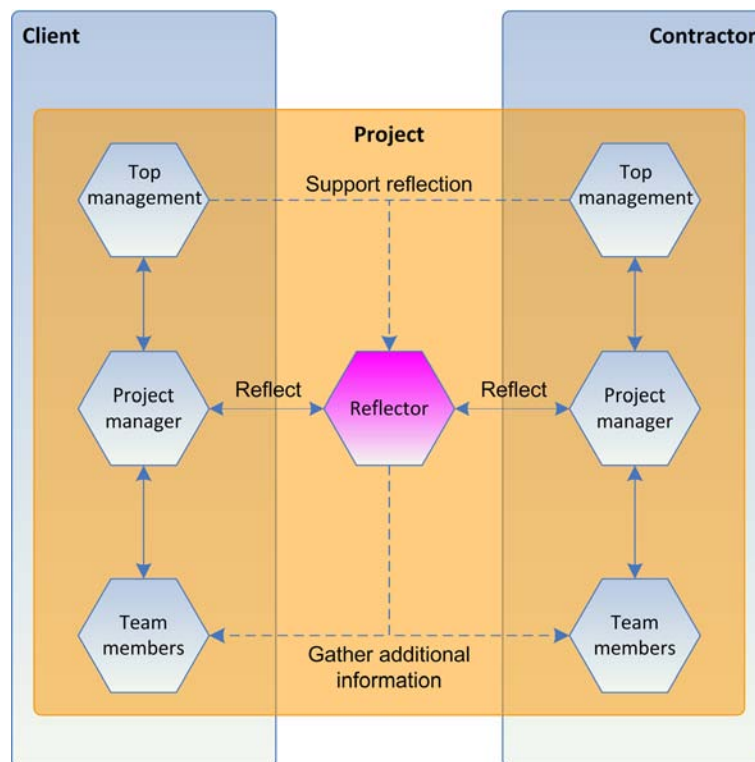 Client
Contractor
Project
Top
management
Support reflection
Top
management
Project
manager
Reflect
Reflector
Reflect
Project
manager
Team
members
Gather additional
information
Team
members